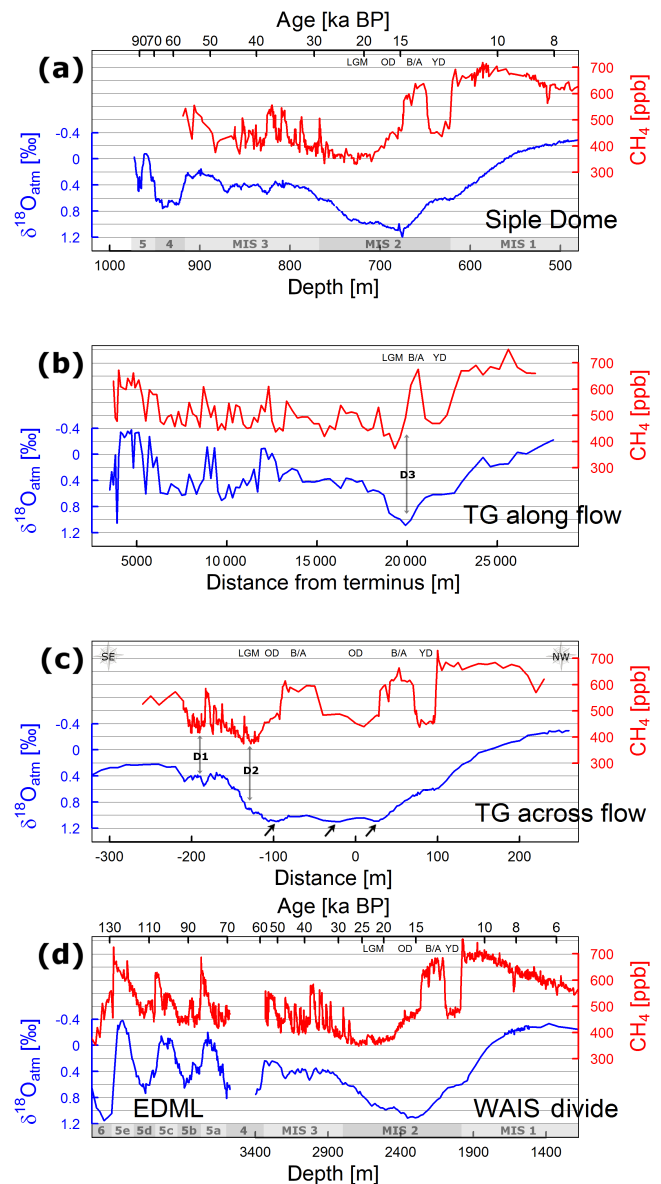 Age [ka BP]
90 70 60 50 40 30 20 15 10 8
(a)
LGM OD B/A YD
700
600
500
400
300
CH4 [ppb]
-0.4
0
0.4
0.8
1.2
δ18Oatm [‰]
Siple Dome
5 4 MIS 3 MIS 2 MIS 1
1000 900 800 700 600 500
Depth [m]
(b)
LGM B/A YD
700
600
500
400
300
CH4 [ppb]
-0.4
0
0.4
0.8
1.2
δ18Oatm [‰]
D3
TG along flow
5000 10 000 15 000 20 000 25 000
Distance from terminus [m]
(c)
SE NW
LGM OD B/A OD B/A YD
700
600
500
400
300
CH4 [ppb]
-0.4
0
0.4
0.8
1.2
δ18Oatm [‰]
D1
D2
TG across flow
-300 -200 -100 0 100 200
Distance [m]
Age [ka BP]
130 110 90 70 60 50 40 30 25 20 15 10 8 6
(d)
LGM OD B/A YD
700
600
500
400
300
CH4 [ppb]
-0.4
0
0.4
0.8
1.2
δ18Oatm [‰]
EDML WAIS divide
6 5e 5d 5c 5b 5a 4 MIS 3 MIS 2 MIS 1
3400 2900 2400 1900 1400
Depth [m]